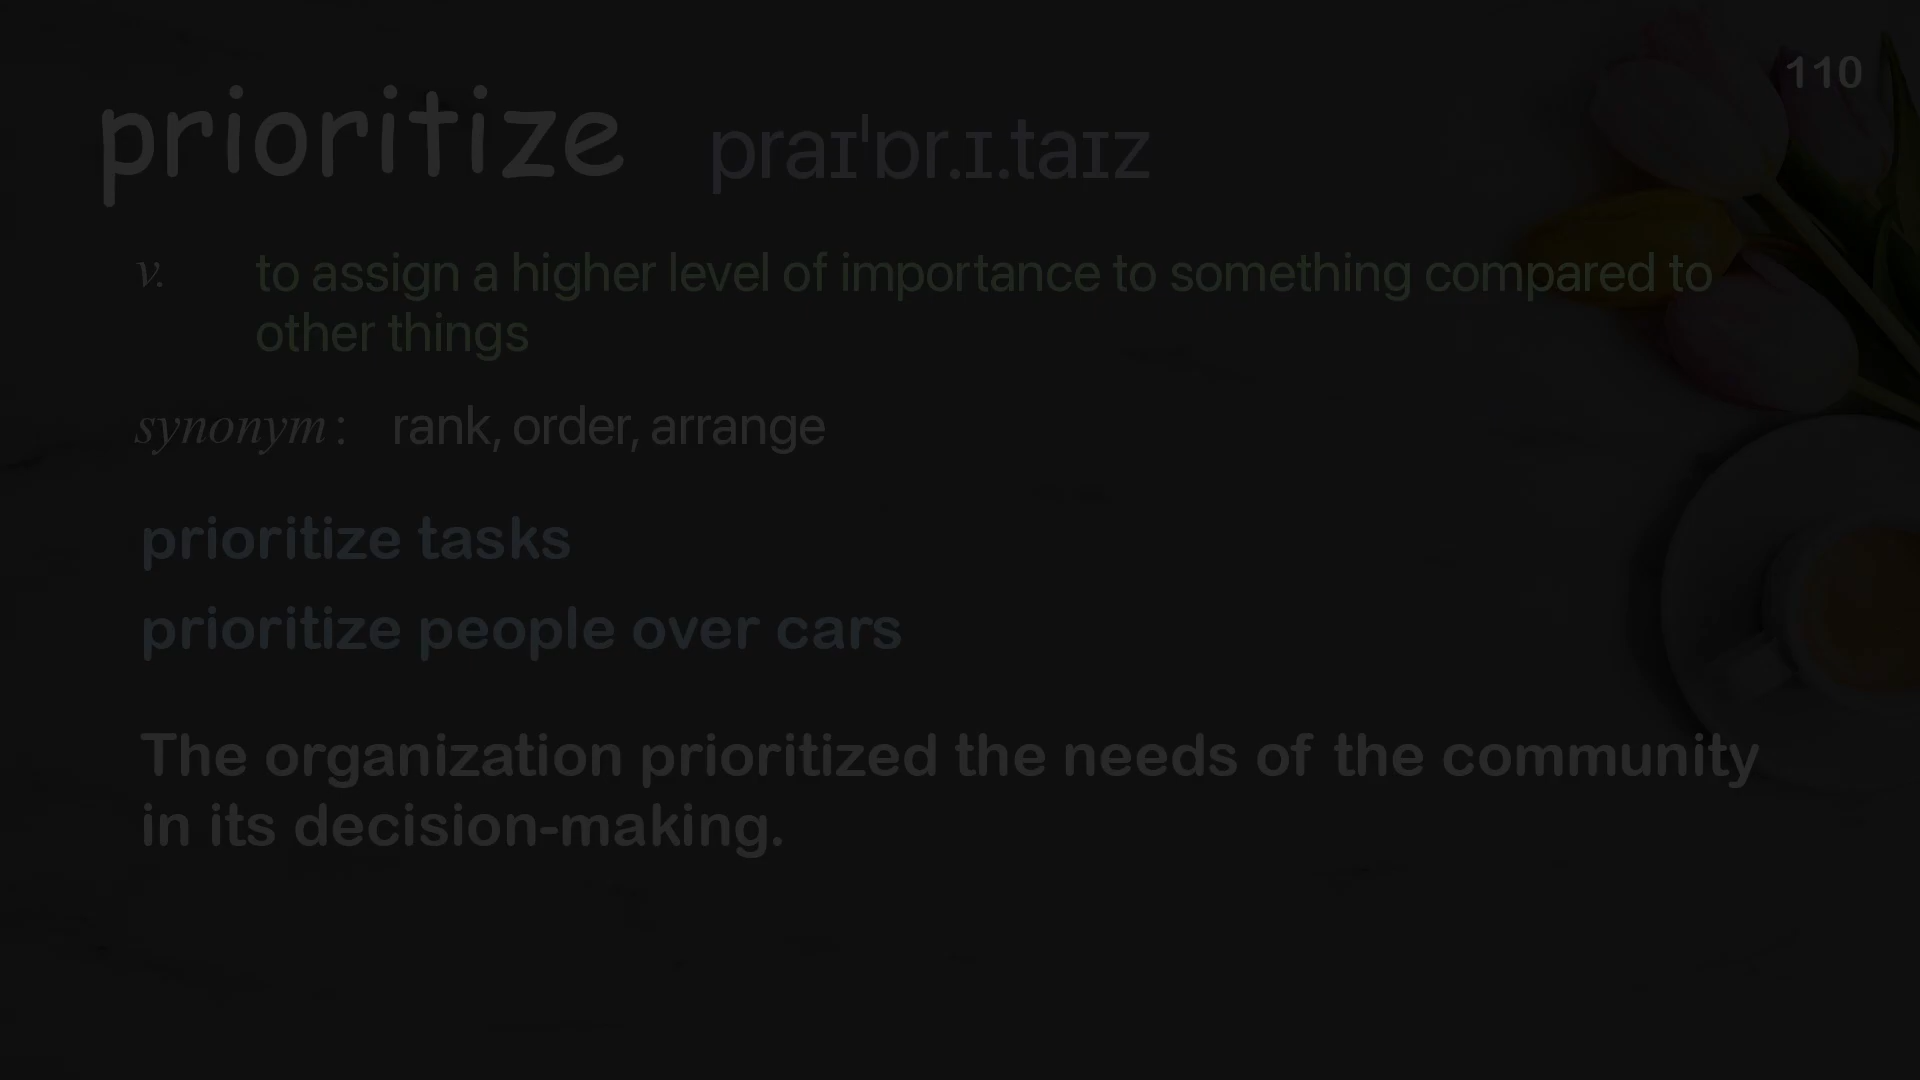 110
prioritize praɪˈɒr.ɪ.taɪz
v. to assign a higher level of importance to something compared to
other things
synonym : rank, order, arrange
prioritize tasks
prioritize people over cars
The organization prioritized the needs of the community
in its decision-making.